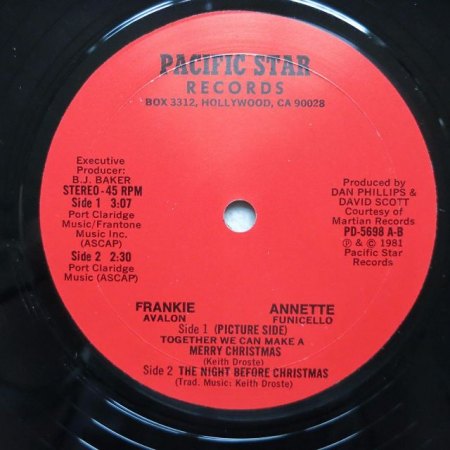 PACIFIC STAR
RECORDS
BOX 3312, HOLLYWOOD, CA 90028
Executive
Producer:
B.J. BAKER
STEREO-45 RPM
Side 1 3:07
Port Claridge
Music/Frantone
Music Inc.
(ASCAP)
Side 2 2:30
Port Claridge
Music (ASCAP)
Produced by
DAN PHILLIPS &
DAVID SCOTT
Courtesy of
Martian Records
PD-5698 A-B
℗ & © 1981
Pacific Star
Records
FRANKIE ANNETTE
AVALON FUNICELLO
Side 1 (PICTURE SIDE)
TOGETHER WE CAN MAKE A
MERRY CHRISTMAS
(Keith Droste)
Side 2 THE NIGHT BEFORE CHRISTMAS
(Trad. Music: Keith Droste)